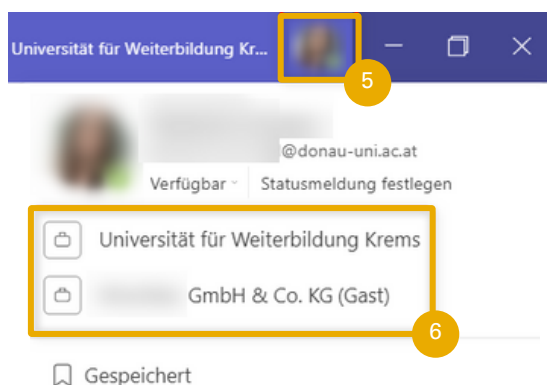 Universität für Weiterbildung Kr...
5
@donau-uni.ac.at
Verfügbar Statusmeldung festlegen
Universität für Weiterbildung Krems
GmbH & Co. KG (Gast)
6
Gespeichert